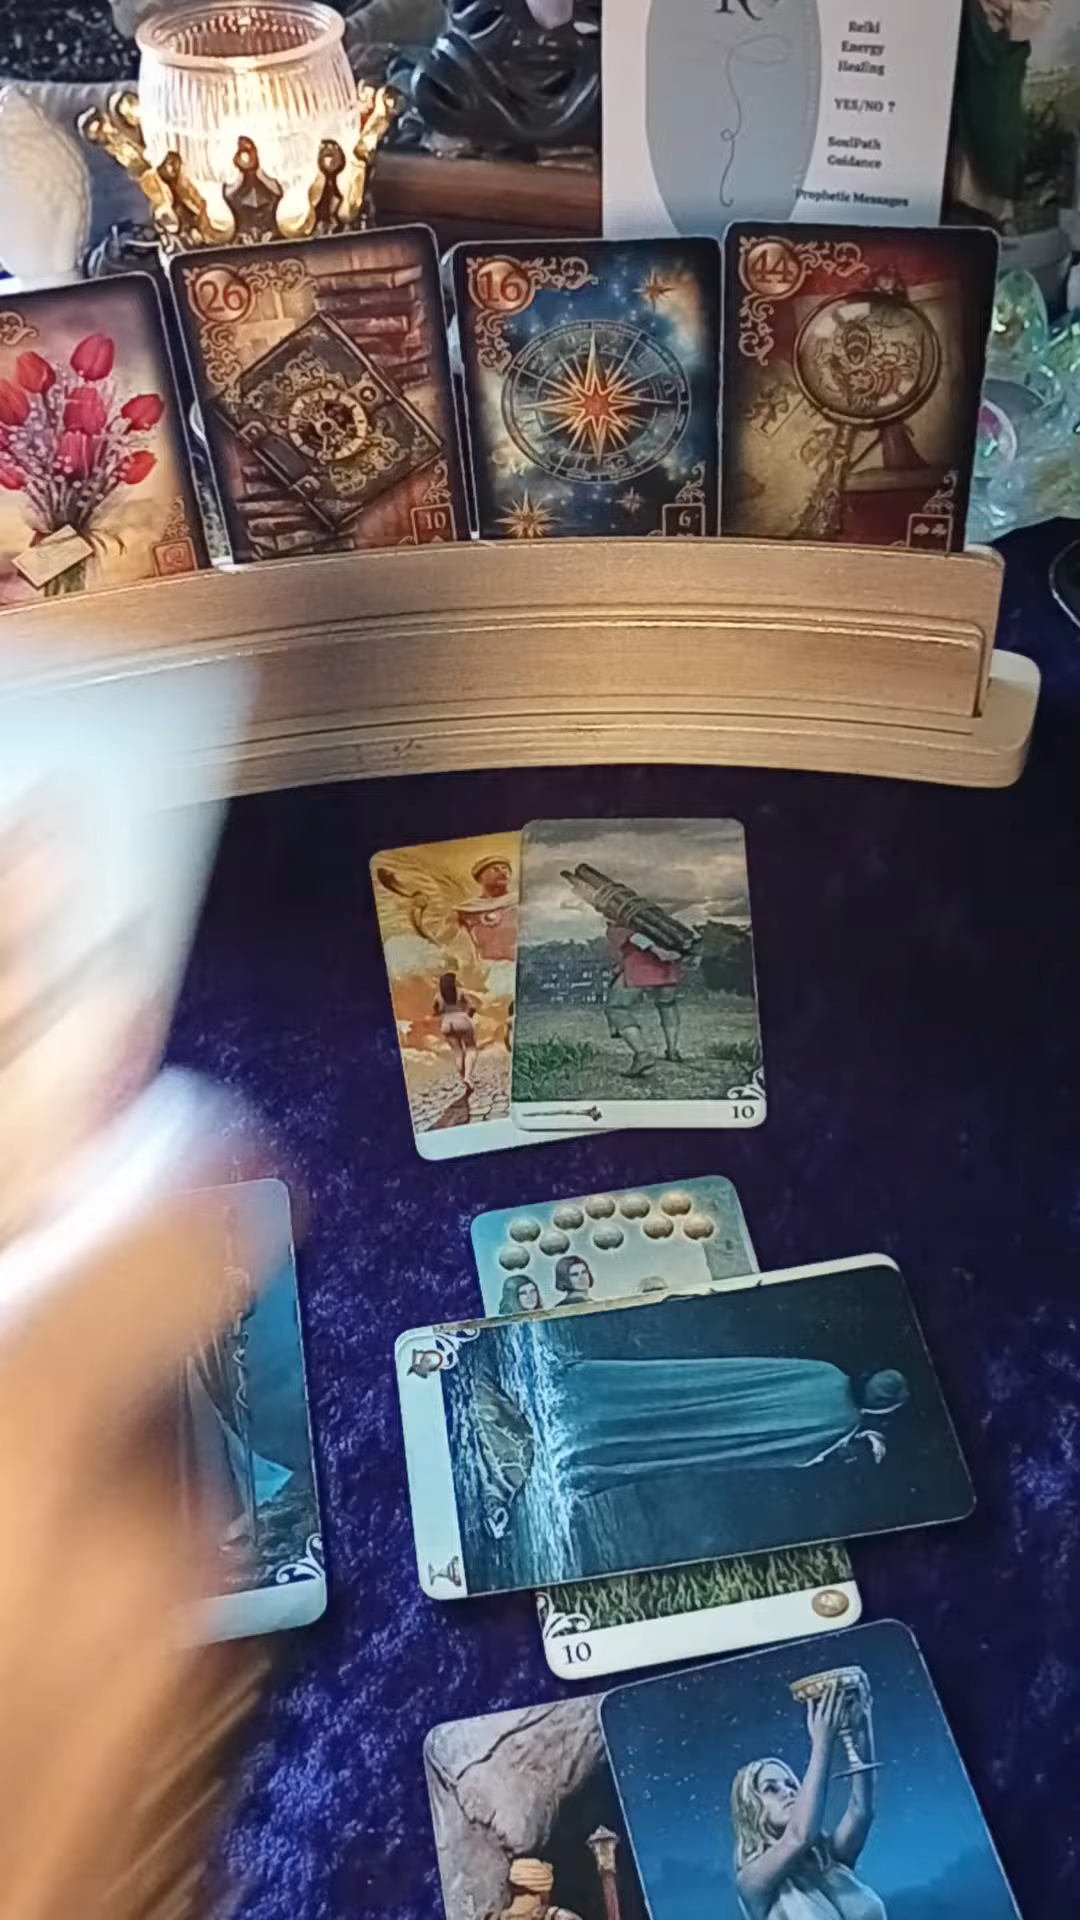 Reiki
Energy
Healing
YES/NO ?
SoulPath
Guidance
Prophetic Messages
26
16
44
10
6
10
10